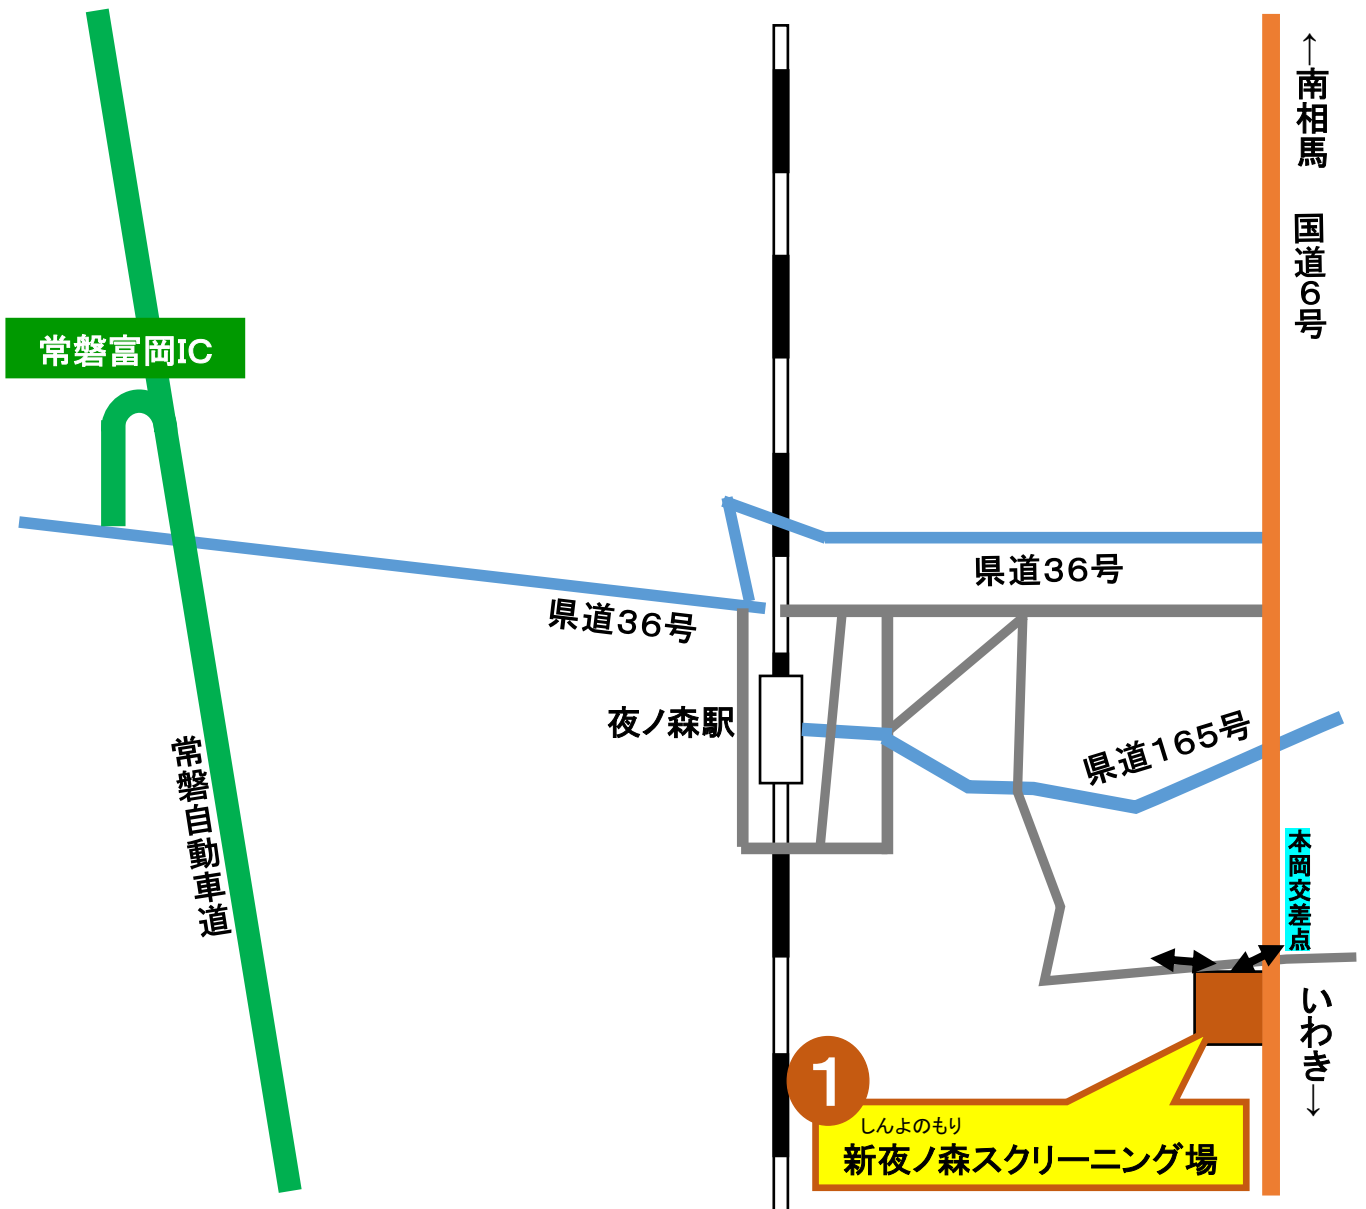 ↑南相馬
国道6号
常磐富岡IC
県道36号
県道36号
夜ノ森駅
県道165号
常磐自動車道
本岡交差点
いわき↓
1
しんよのもり
新夜ノ森スクリーニング場